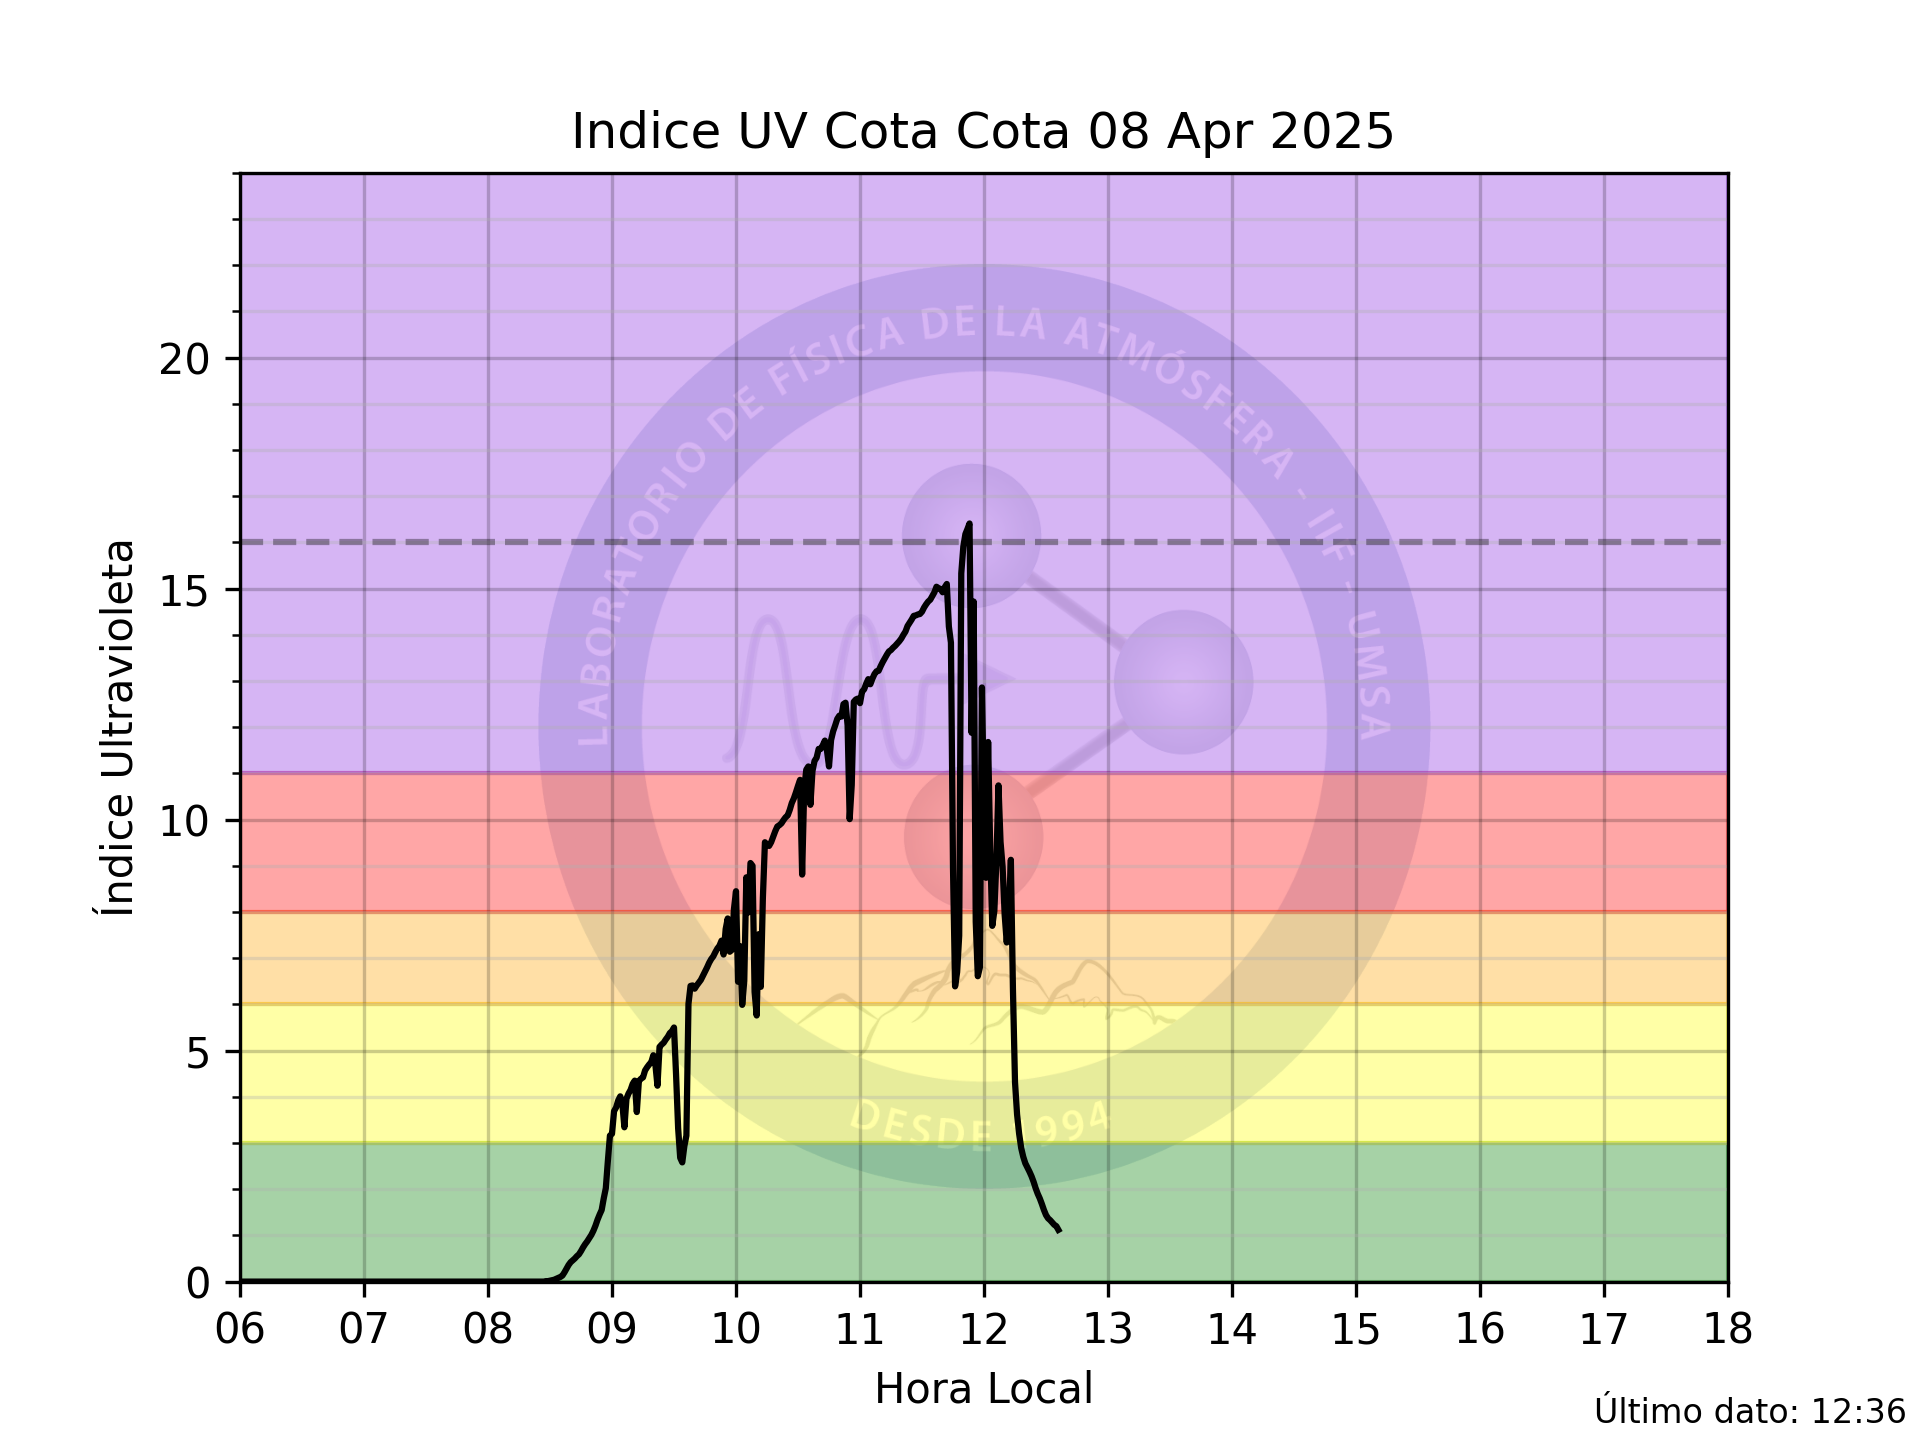 Indice UV Cota Cota 08 Apr 2025
Índice Ultravioleta
20
15
10
5
0
LABORATORIO DE FÍSICA DE LA ATMÓSFERA - IIF - UMSA
DESDE 1994
06 07 08 09 10 11 12 13 14 15 16 17 18
Hora Local
Último dato: 12:36